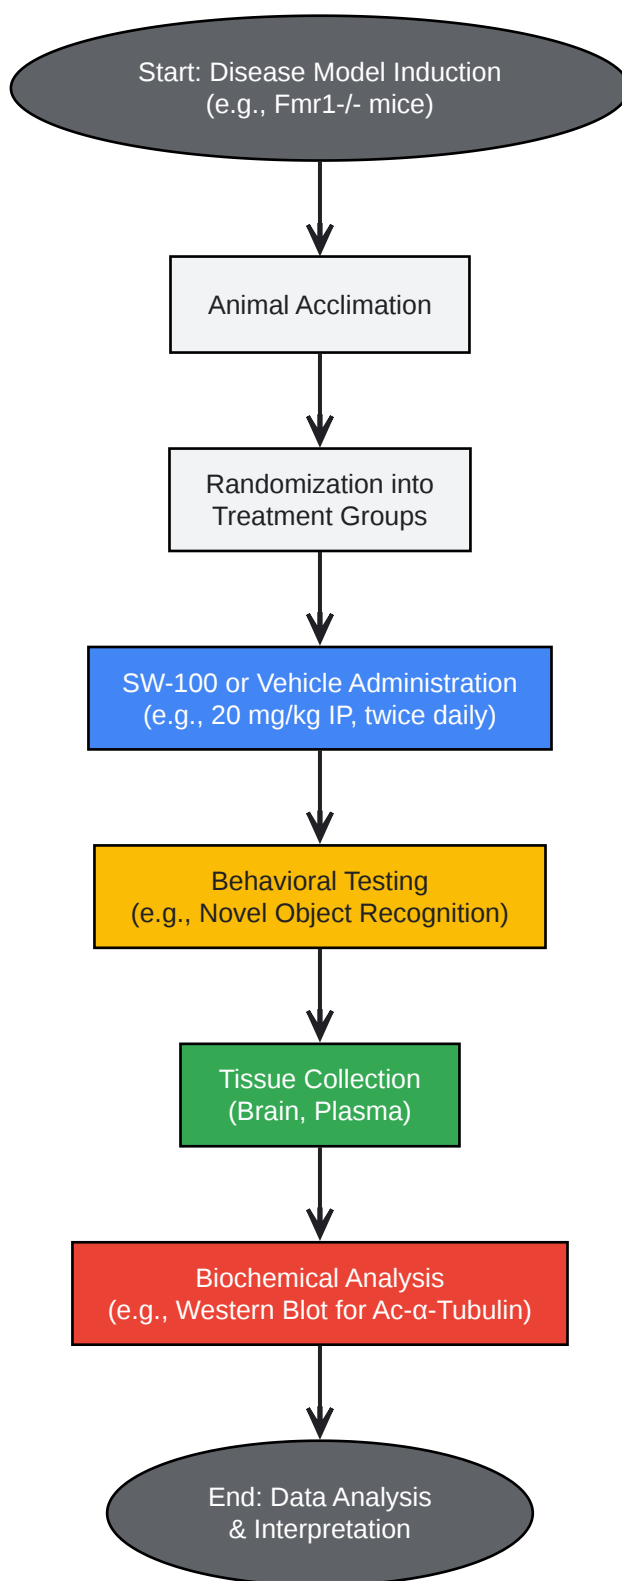 Start: Disease Model Induction
(e.g., Fmr1-/- mice)
Animal Acclimation
Randomization into
Treatment Groups
SW-100 or Vehicle Administration
(e.g., 20 mg/kg IP, twice daily)
Behavioral Testing
(e.g., Novel Object Recognition)
Tissue Collection
(Brain, Plasma)
Biochemical Analysis
(e.g., Western Blot for Ac-α-Tubulin)
End: Data Analysis
& Interpretation